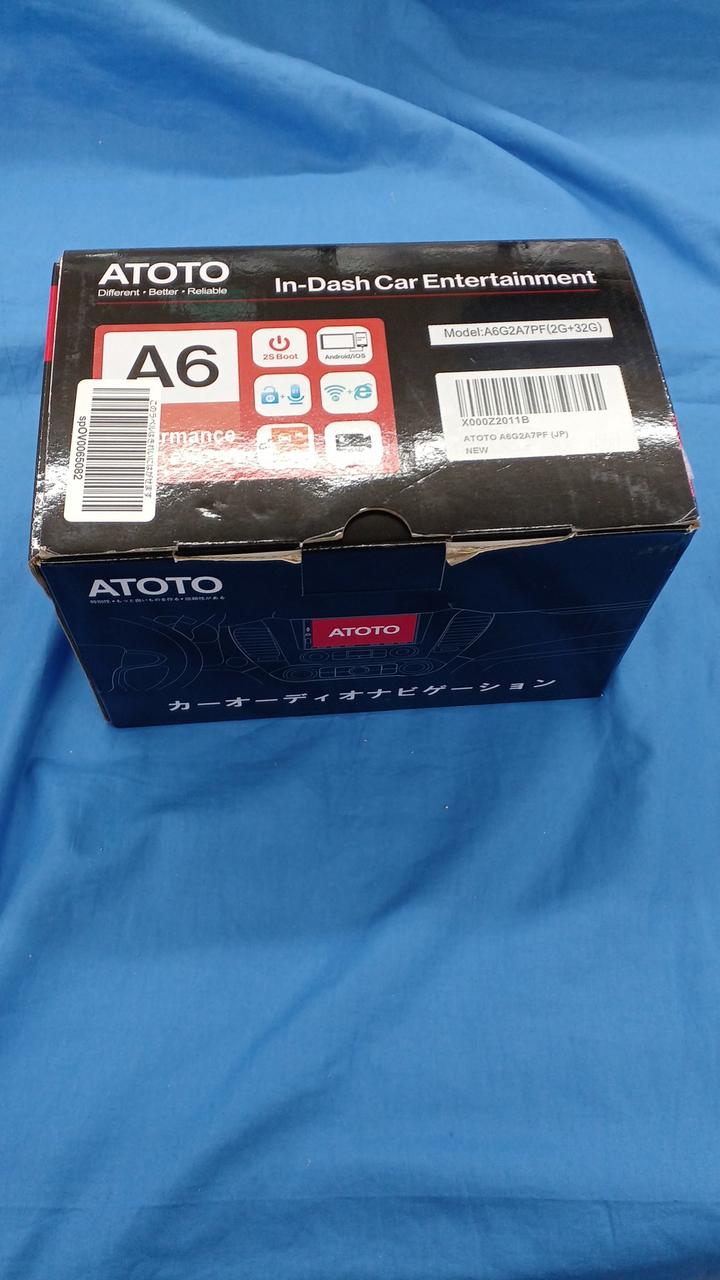 ATOTO
Different • Better • Reliable
In-Dash Car Entertainment
A6
2S Boot
Android/iOS
Model:A6G2A7PF(2G+32G)
X000Z2011B
ATOTO A6G2A7PF (JP)
NEW
rmance
sp0V0065082
ATOTO
ATOTO
カーオーディオナビゲーション